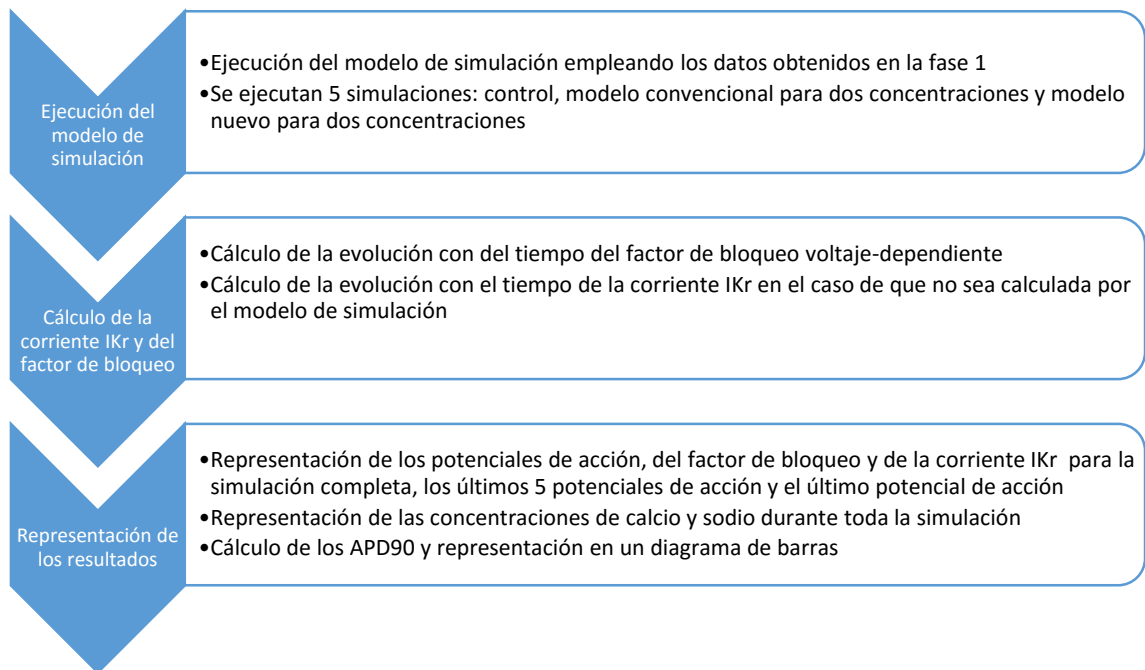 Ejecución del
modelo de
simulación
•Ejecución del modelo de simulación empleando los datos obtenidos en la fase 1
•Se ejecutan 5 simulaciones: control, modelo convencional para dos concentraciones y modelo
nuevo para dos concentraciones
Cálculo de la
corriente IKr y del
factor de bloqueo
•Cálculo de la evolución con del tiempo del factor de bloqueo voltaje-dependiente
•Cálculo de la evolución con el tiempo de la corriente IKr en el caso de que no sea calculada por
el modelo de simulación
Representación de
los resultados
•Representación de los potenciales de acción, del factor de bloqueo y de la corriente IKr para la
simulación completa, los últimos 5 potenciales de acción y el último potencial de acción
•Representación de las concentraciones de calcio y sodio durante toda la simulación
•Cálculo de los APD90 y representación en un diagrama de barras